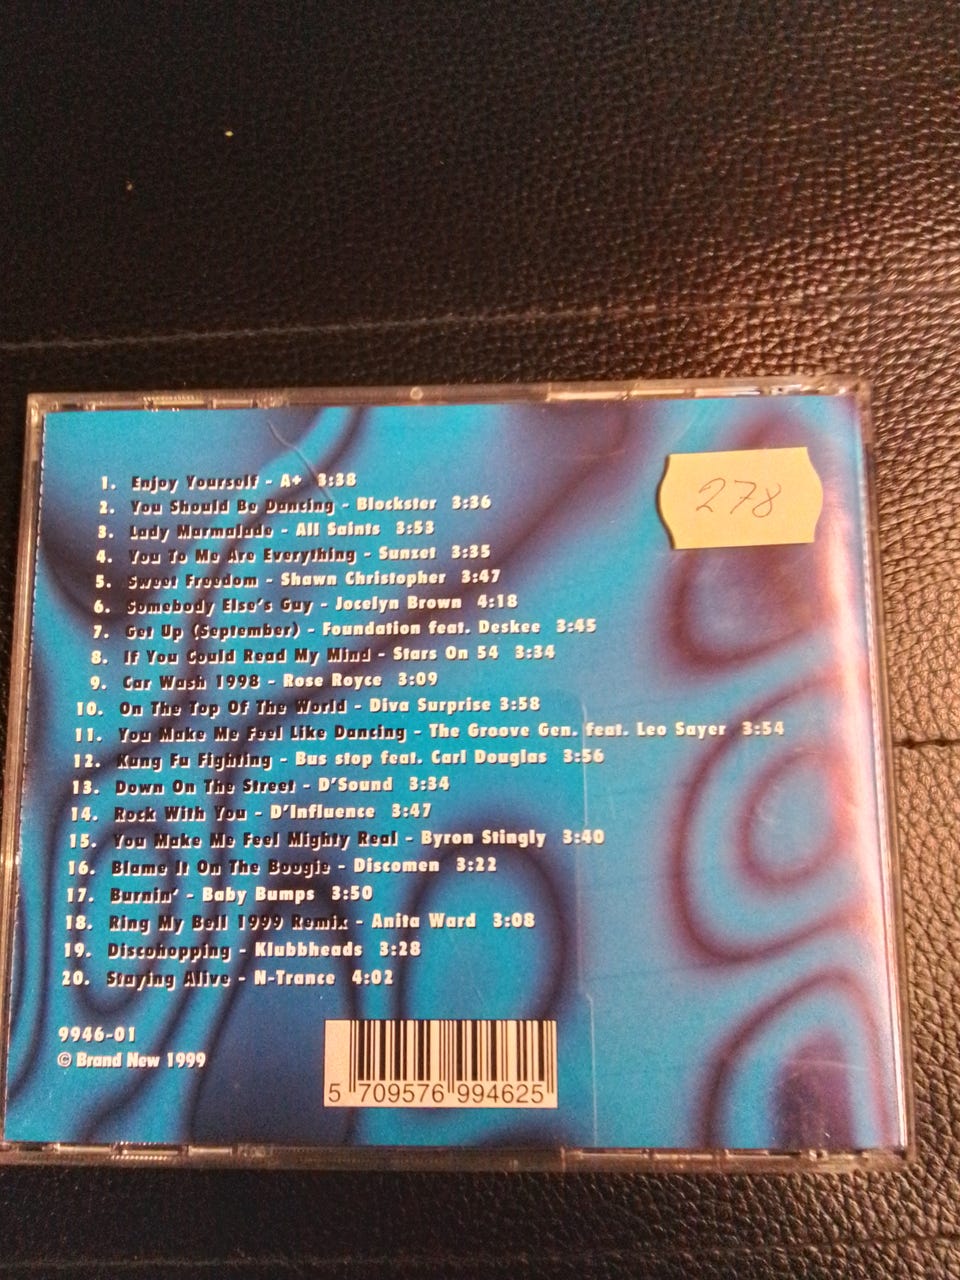 278
1. Enjoy Yourself - A+ 3:38
2. You Should Be Dancing - Blockster 3:36
3. Lady Marmalade - All Saints 3:53
4. You To Me Are Everything - Sunzet 3:35
5. Sweet Freedom - Shawn Christopher 3:47
6. Somebody Else's Guy - Jocelyn Brown 4:18
7. Get Up (September) - Foundation feat. Deskee 3:45
8. If You Could Read My Mind - Stars On 54 3:34
9. Car Wash 1998 - Rose Royce 3:09
10. On The Top Of The World - Diva Surprise 3:58
11. You Make Me Feel Like Dancing - The Groove Gen. feat. Leo Sayer 3:54
12. Kung Fu Fighting - Bus stop feat. Carl Douglas 3:56
13. Down On The Street - D'Sound 3:34
14. Rock With You - D'Influence 3:47
15. You Make Me Feel Mighty Real - Byron Stingly 3:40
16. Blame It On The Boogie - Discomen 3:22
17. Burnin' - Baby Bumps 3:50
18. Ring My Bell 1999 Remix - Anita Ward 3:08
19. Discohopping - Klubbheads 3:28
20. Staying Alive - N-Trance 4:02
9946-01
© Brand New 1999
5 709576 994625